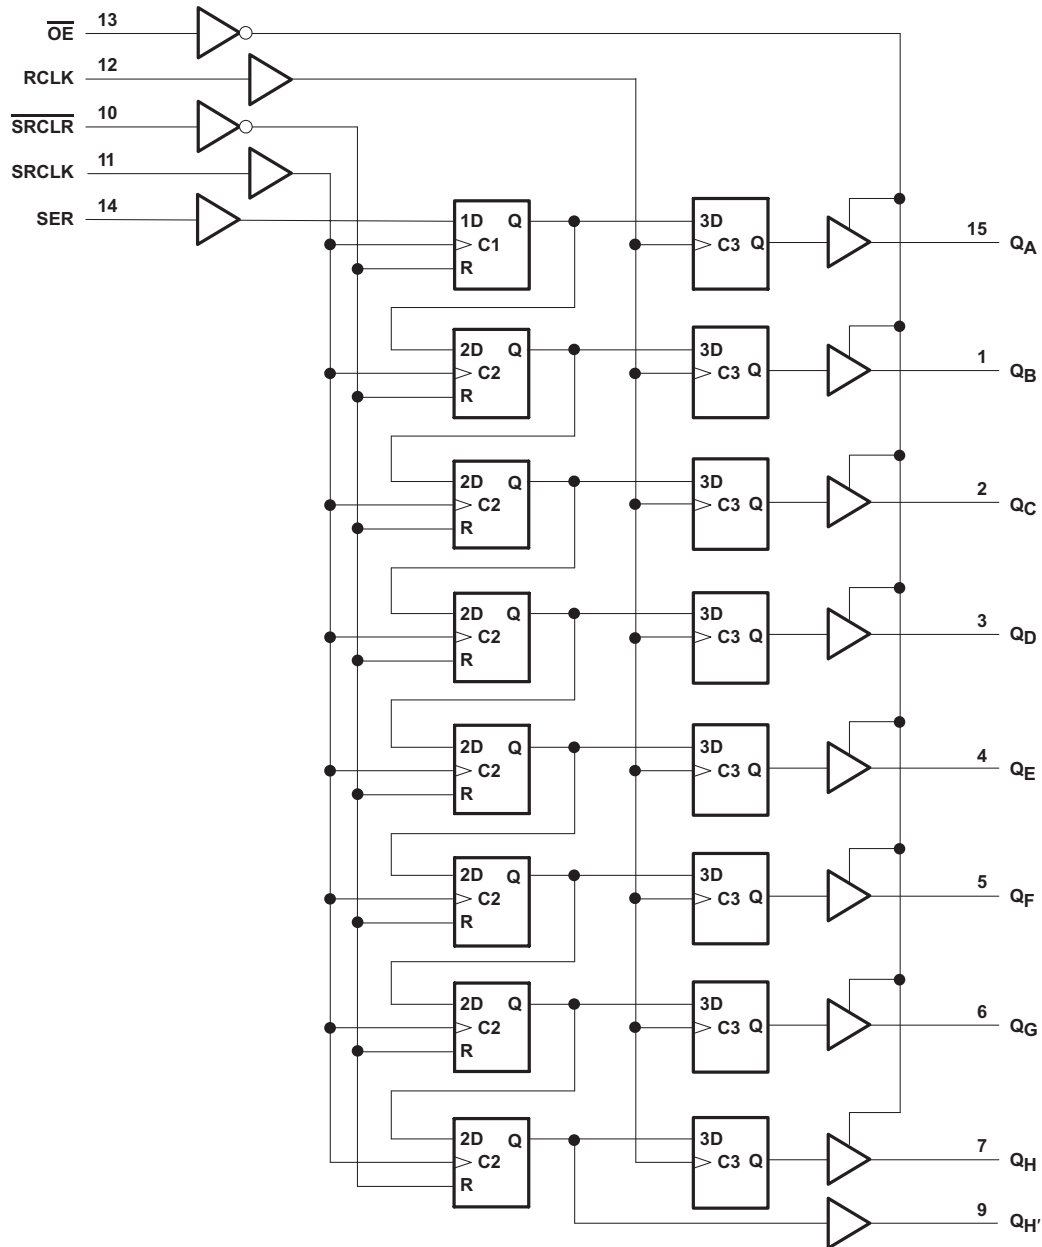 OE 13
RCLK 12
SRCLR 10
SRCLK 11
SER 14
1D Q
C1
R
3D
C3 Q
15 QA
2D Q
C2
R
3D
C3 Q
1 QB
2D Q
C2
R
3D
C3 Q
2 QC
2D Q
C2
R
3D
C3 Q
3 QD
2D Q
C2
R
3D
C3 Q
4 QE
2D Q
C2
R
3D
C3 Q
5 QF
2D Q
C2
R
3D
C3 Q
6 QG
2D Q
C2
R
3D
C3 Q
7 QH
9 QH′